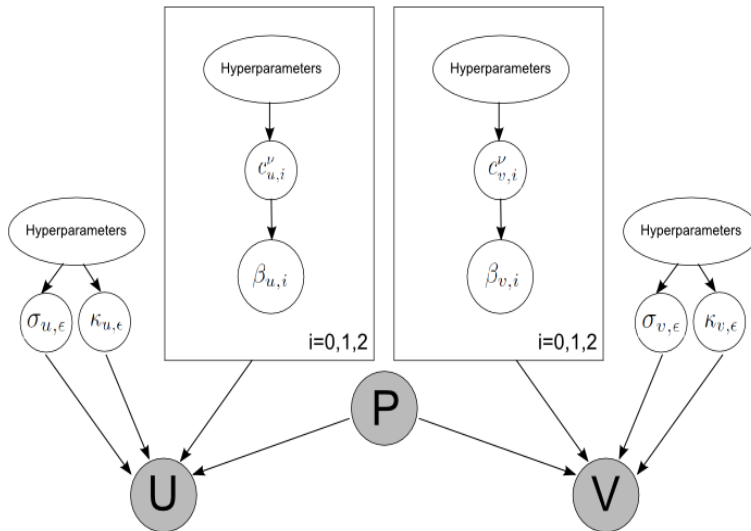 Hyperparameters
Hyperparameters
c^ν_{u,i}
c^ν_{v,i}
Hyperparameters
Hyperparameters
β_{u,i}
β_{v,i}
σ_{u,ϵ}
κ_{u,ϵ}
σ_{v,ϵ}
κ_{v,ϵ}
i=0,1,2
i=0,1,2
P
U
V